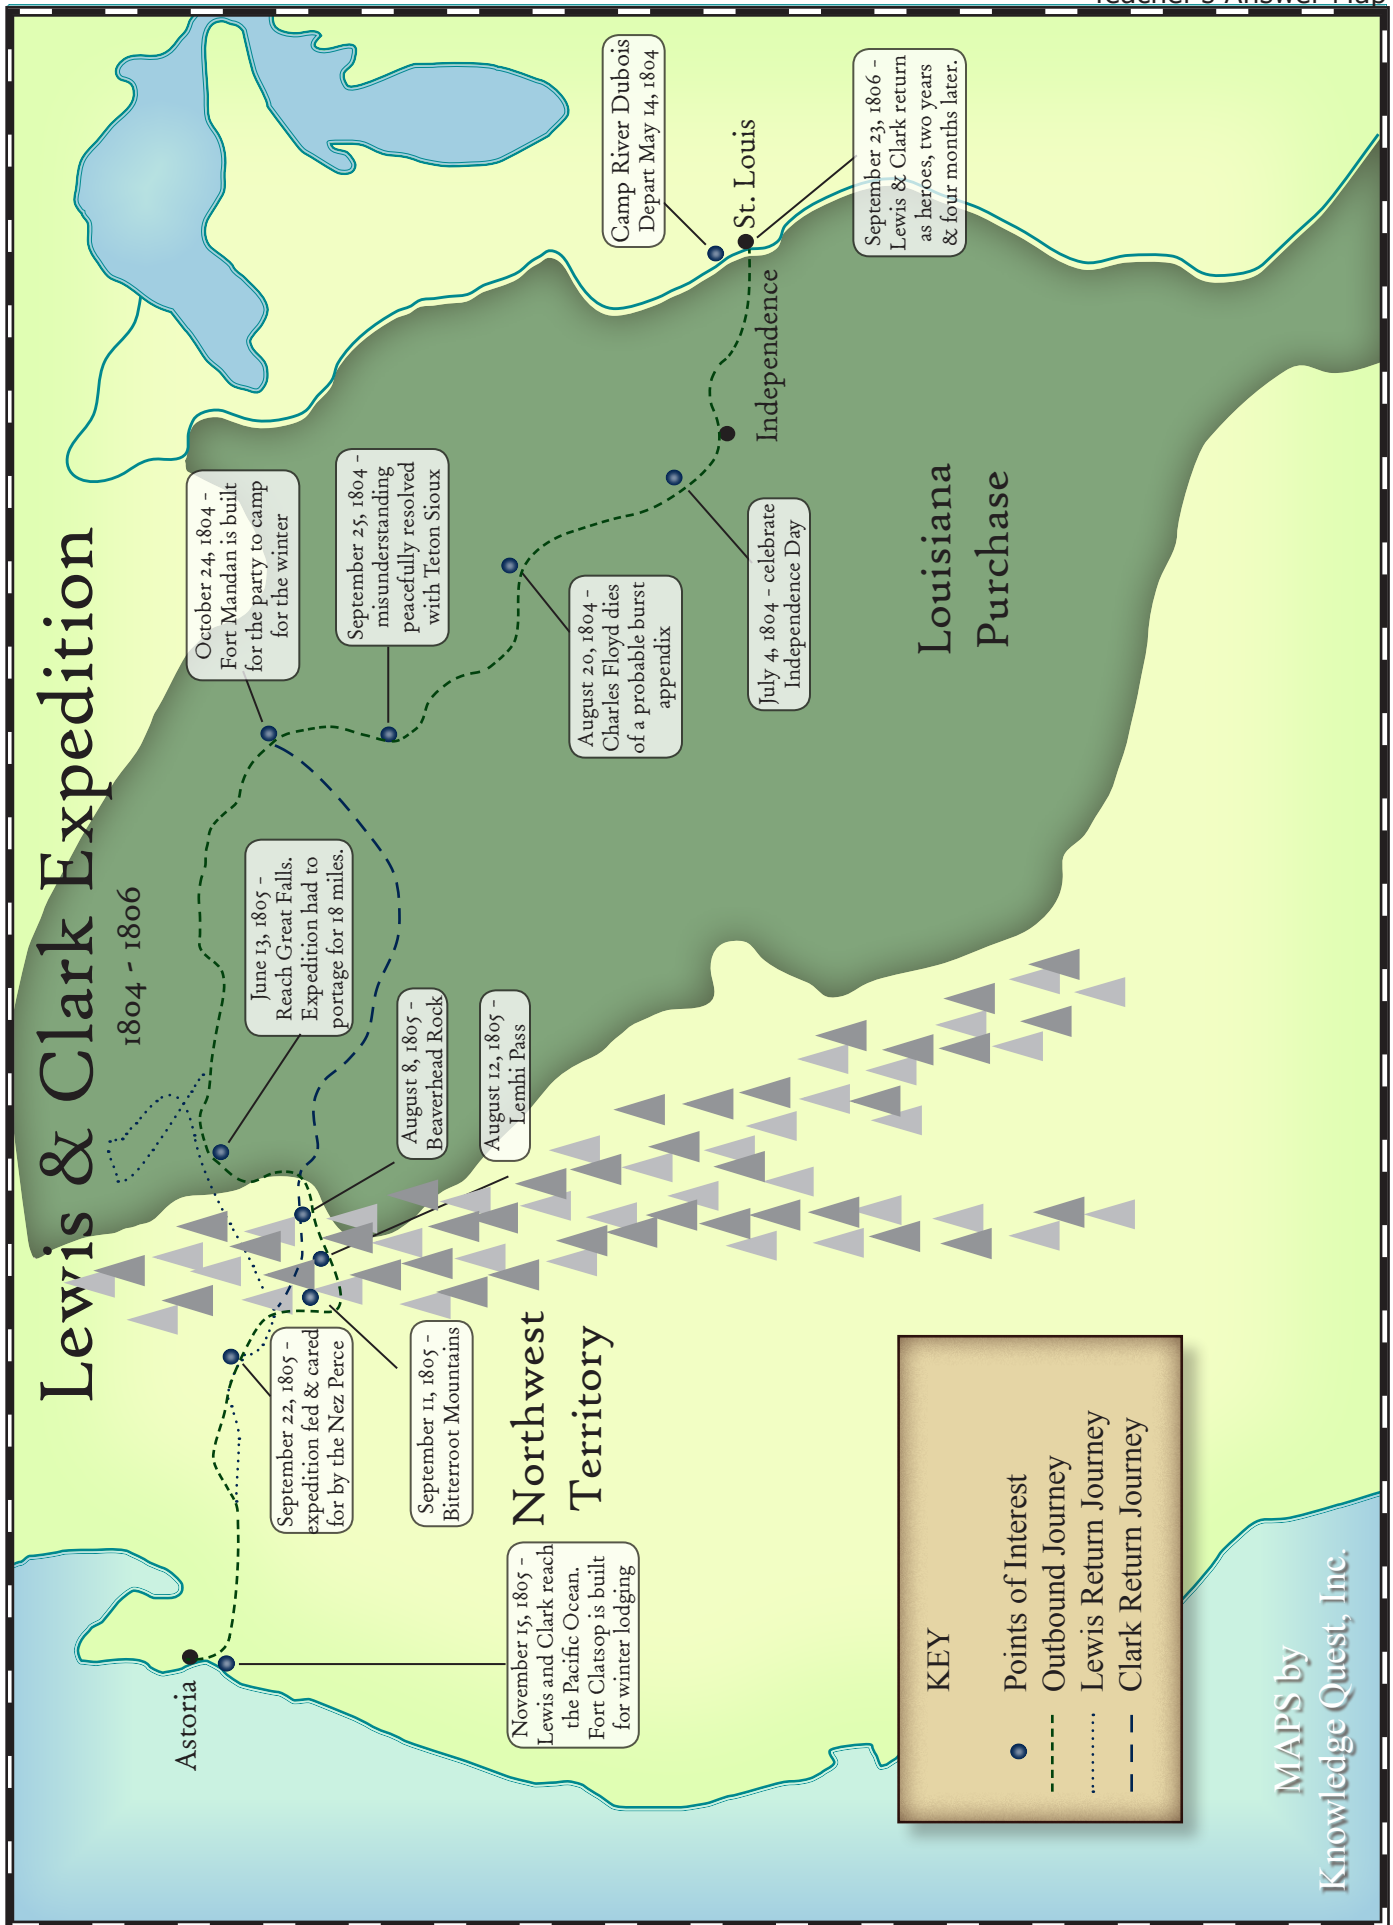 Teacher's Answer Map
Lewis & Clark Expedition
1804 - 1806
Astoria
November 15, 1805 -
Lewis and Clark reach
the Pacific Ocean.
Fort Clatsop is built
for winter lodging
September 22, 1805 -
expedition fed & cared
for by the Nez Perce
September 11, 1805 -
Bitterroot Mountains
Northwest
Territory
August 12, 1805 -
Lemhi Pass
August 8, 1805 -
Beaverhead Rock
June 13, 1805 -
Reach Great Falls.
Expedition had to
portage for 18 miles.
October 24, 1804 -
Fort Mandan is built
for the party to camp
for the winter
September 25, 1804 -
misunderstanding
peacefully resolved
with Teton Sioux
August 20, 1804 -
Charles Floyd dies
of a probable burst
appendix
July 4, 1804 - celebrate
Independence Day
Independence
Camp River Dubois
Depart May 14, 1804
St. Louis
September 23, 1806 -
Lewis & Clark return
as heroes, two years
& four months later.
Louisiana
Purchase
KEY
Points of Interest
Outbound Journey
Lewis Return Journey
Clark Return Journey
MAPS by
Knowledge Quest, Inc.